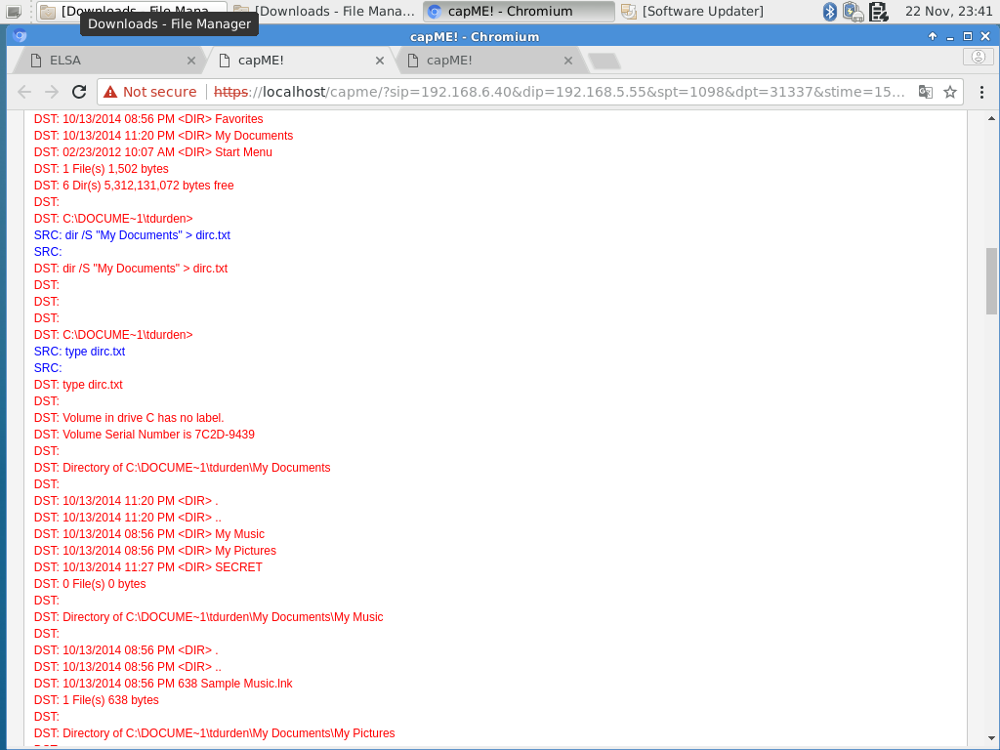 [Downloads - File Mana...
[Downloads - File Mana...
capME! - Chromium
[Software Updater]
22 Nov, 23:41
Downloads - File Manager
capME! - Chromium
ELSA
capME!
capME!
Not secure
https://localhost/capme/?sip=192.168.6.40&dip=192.168.5.55&spt=1098&dpt=31337&stime=15...
DST: 10/13/2014 08:56 PM <DIR> Favorites
DST: 10/13/2014 11:20 PM <DIR> My Documents
DST: 02/23/2012 10:07 AM <DIR> Start Menu
DST: 1 File(s) 1,502 bytes
DST: 6 Dir(s) 5,312,131,072 bytes free
DST:
DST: C:\DOCUME~1\tdurden>
SRC: dir /S "My Documents" > dirc.txt
SRC:
DST: dir /S "My Documents" > dirc.txt
DST:
DST:
DST:
DST: C:\DOCUME~1\tdurden>
SRC: type dirc.txt
SRC:
DST: type dirc.txt
DST:
DST: Volume in drive C has no label.
DST: Volume Serial Number is 7C2D-9439
DST:
DST: Directory of C:\DOCUME~1\tdurden\My Documents
DST:
DST: 10/13/2014 11:20 PM <DIR> .
DST: 10/13/2014 11:20 PM <DIR> ..
DST: 10/13/2014 08:56 PM <DIR> My Music
DST: 10/13/2014 08:56 PM <DIR> My Pictures
DST: 10/13/2014 11:27 PM <DIR> SECRET
DST: 0 File(s) 0 bytes
DST:
DST: Directory of C:\DOCUME~1\tdurden\My Documents\My Music
DST:
DST: 10/13/2014 08:56 PM <DIR> .
DST: 10/13/2014 08:56 PM <DIR> ..
DST: 10/13/2014 08:56 PM 638 Sample Music.lnk
DST: 1 File(s) 638 bytes
DST:
DST: Directory of C:\DOCUME~1\tdurden\My Documents\My Pictures